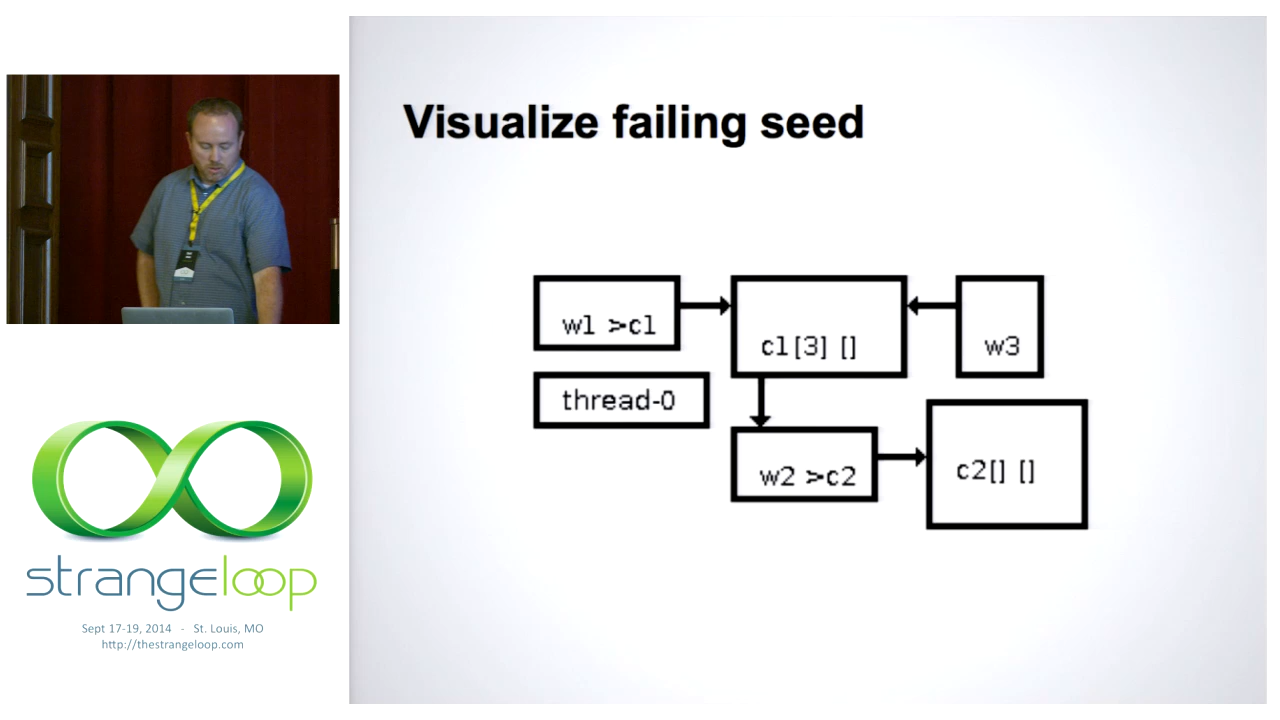 Visualize failing seed
w1 >c1
c1[3] []
w3
thread-0
w2 >c2
c2[] []
strangeloop
Sept 17-19, 2014 - St. Louis, MO
http://thestrangeloop.com